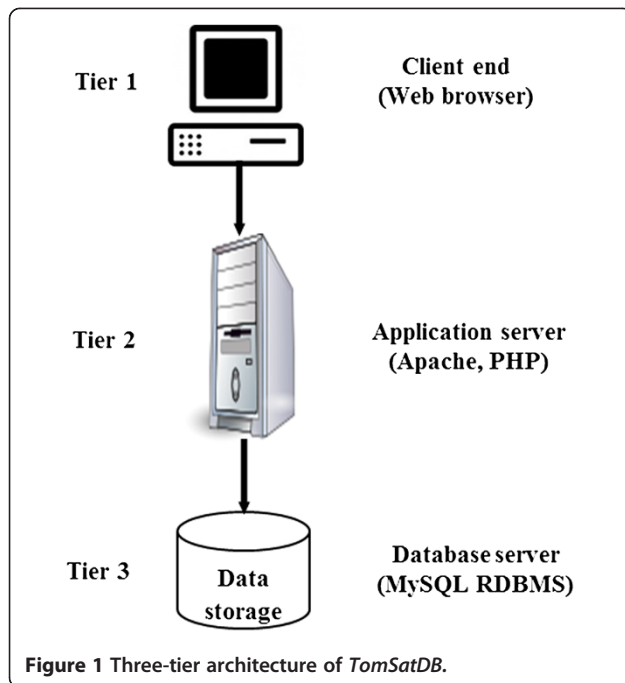 Tier 1
Client end
(Web browser)
Tier 2
Application server
(Apache, PHP)
Tier 3
Data
storage
Database server
(MySQL RDBMS)
Figure 1 Three-tier architecture of TomSatDB.